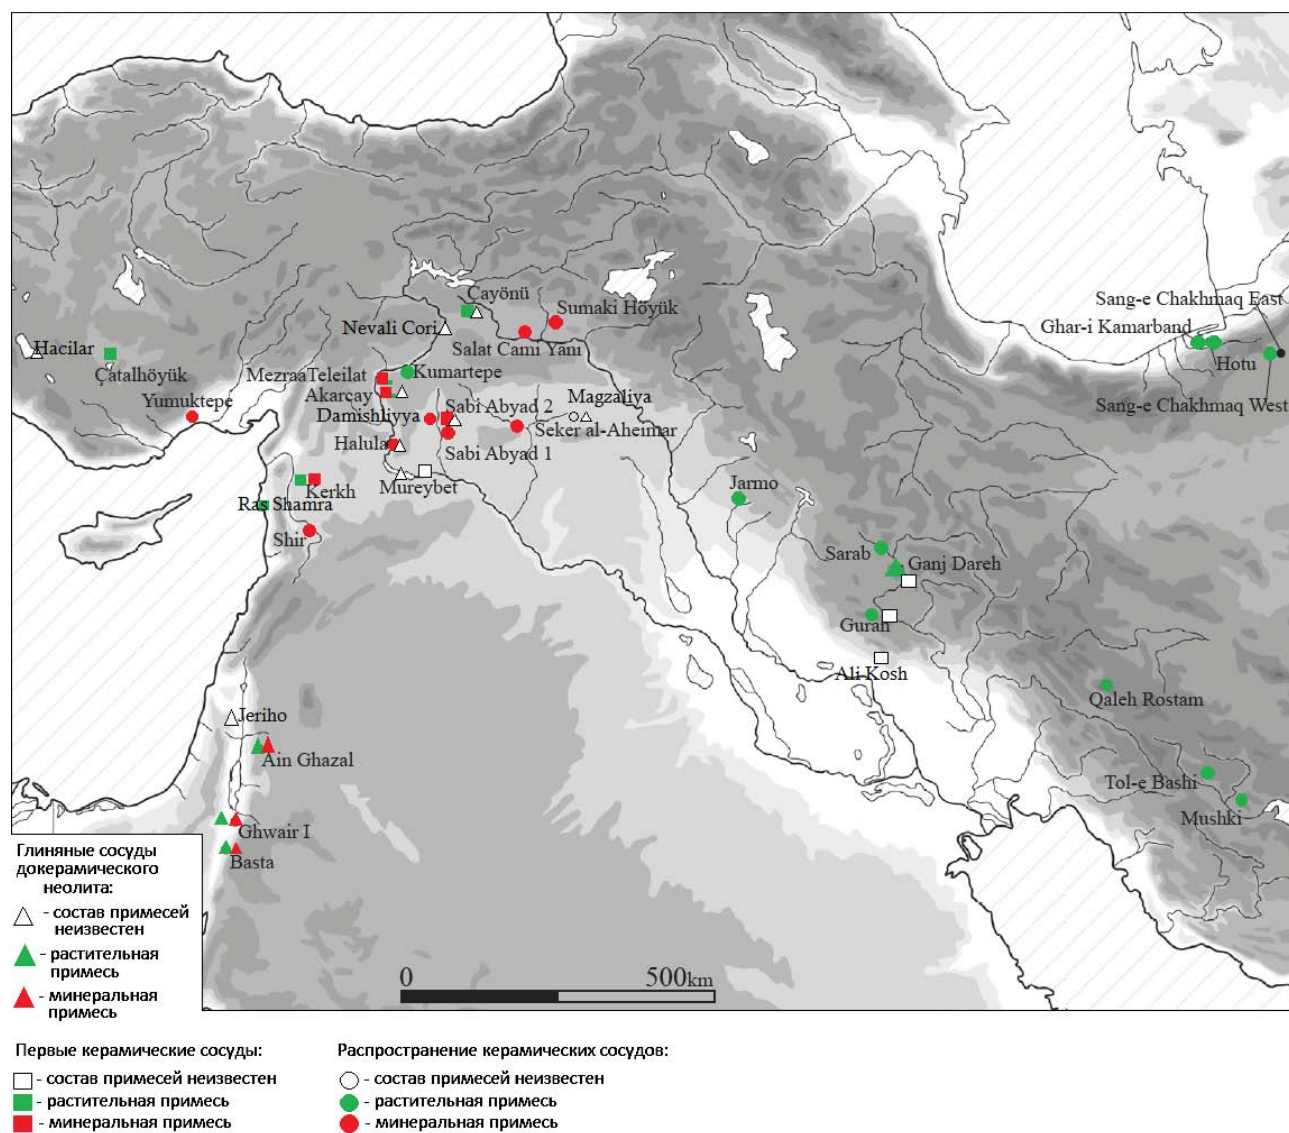 Sang-e Chakhmaq East
Çayönü
Sumaki Höyük
Ghar-i Kamarband
Nevali Cori
Hacilar
Salat Cami Yanı
Hotu
Çatalhöyük
MezraaTeleilat
Kumartepe
Akarçay
Magzaliya
Sang-e Chakhmaq West
Yumuktepe
Damishliyya
Sabi Abyad 2
Seker al-Aheimar
Halula
Sabi Abyad 1
Mureybet
Jarmo
Kerkh
Ras Shamra
Shir
Sarab
Ganj Dareh
Guran
Ali Kosh
Qaleh Rostam
Jeriho
Ain Ghazal
Tol-e Bashi
Mushki
Ghwair I
Basta
Глиняные сосуды
докерамического
неолита:
- состав примесей
неизвестен
- растительная
примесь
- минеральная
примесь
0 500km
Первые керамические сосуды:
- состав примесей неизвестен
- растительная примесь
- минеральная примесь
Распространение керамических сосудов:
- состав примесей неизвестен
- растительная примесь
- минеральная примесь